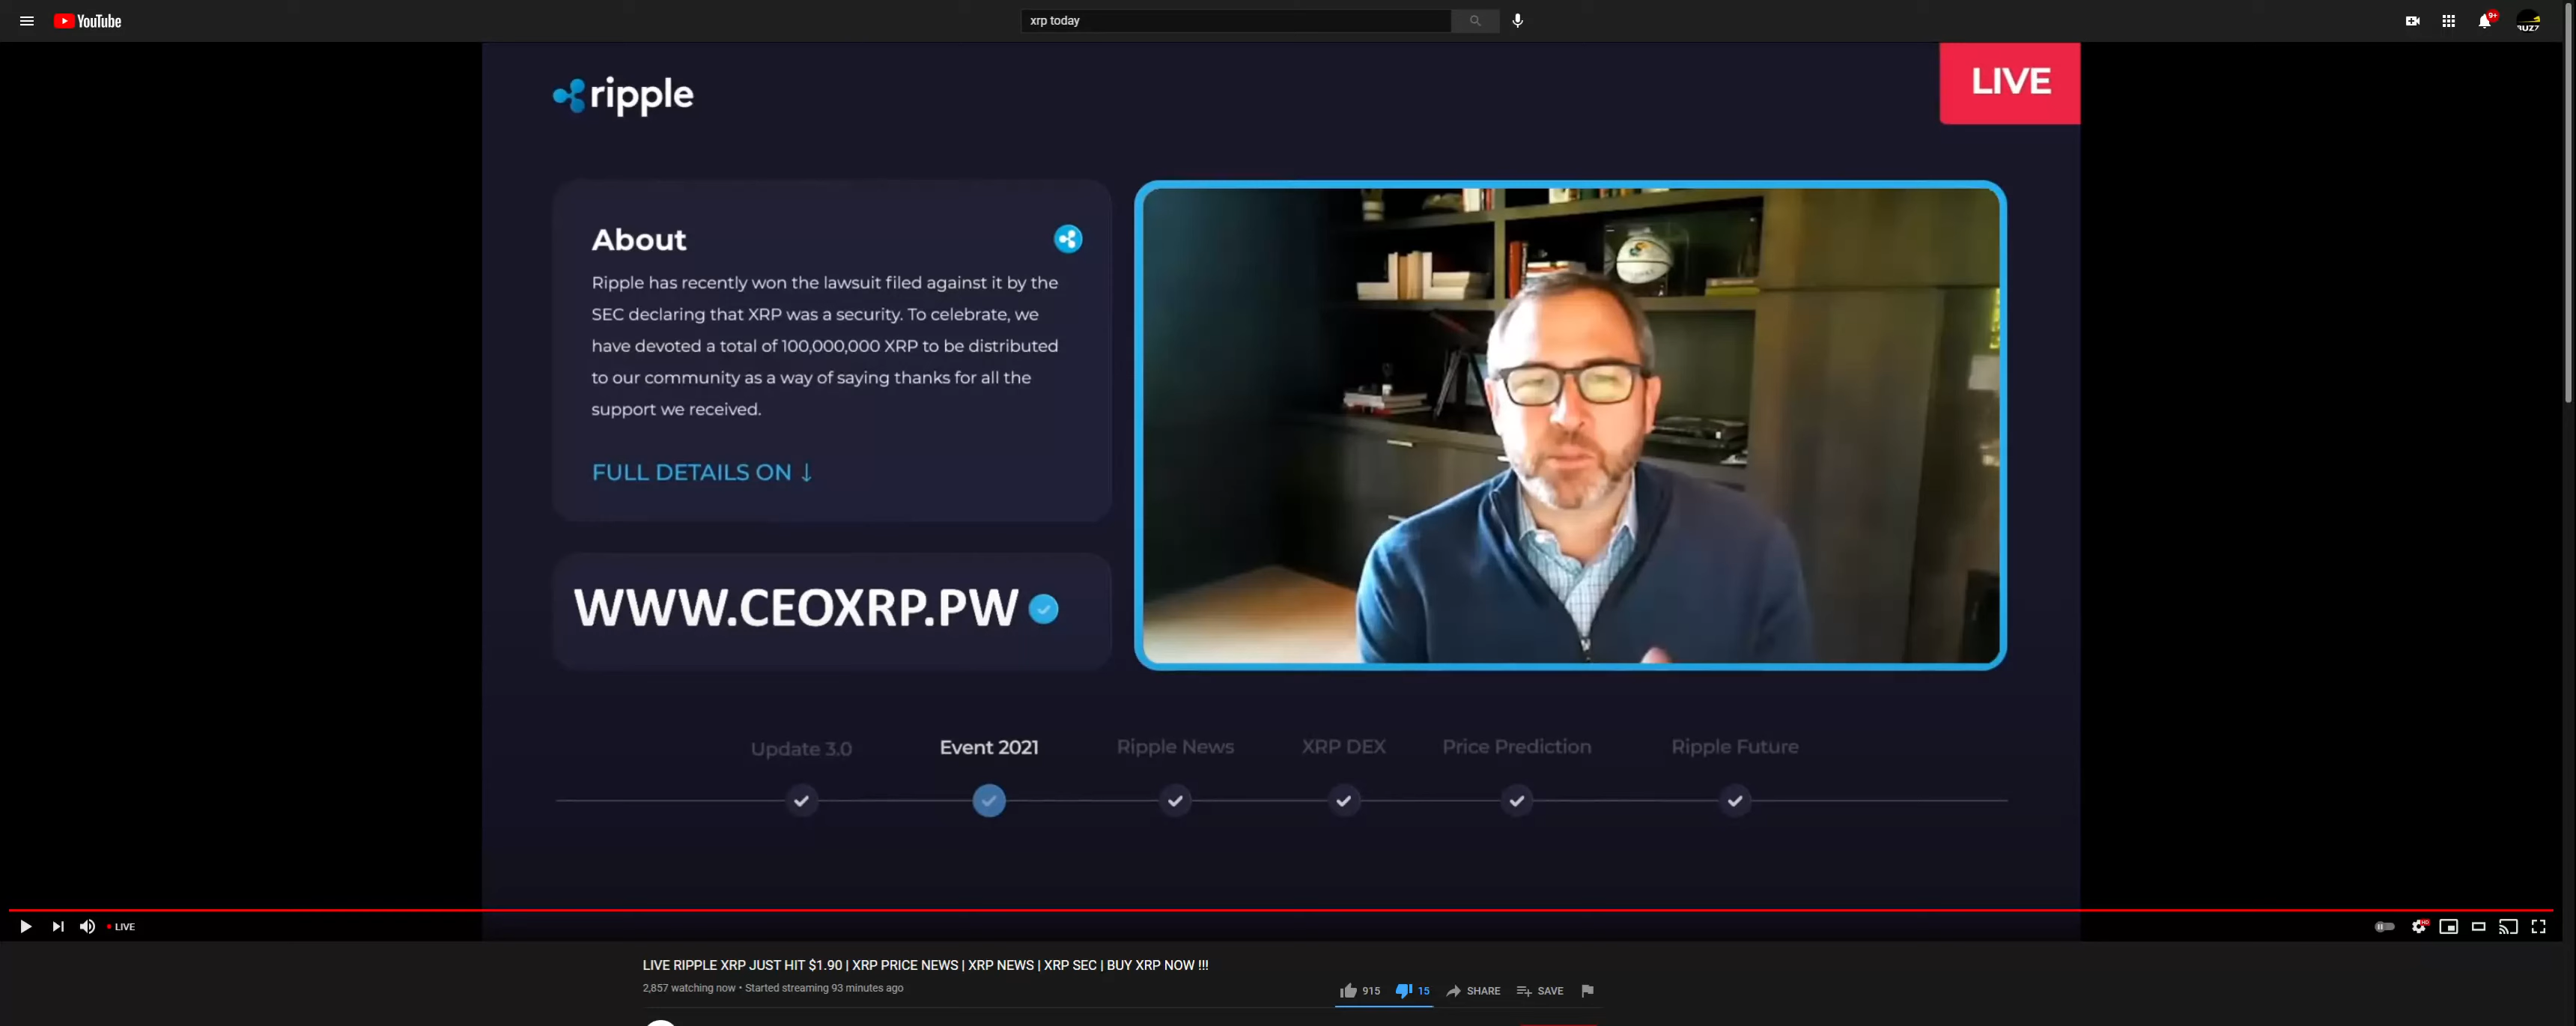 YouTube
xrp today
9+
ripple
LIVE
About
Ripple has recently won the lawsuit filed against it by the
SEC declaring that XRP was a security. To celebrate, we
have devoted a total of 100,000,000 XRP to be distributed
to our community as a way of saying thanks for all the
support we received.
FULL DETAILS ON ↓
WWW.CEOXRP.PW
Update 3.0
Event 2021
Ripple News
XRP DEX
Price Prediction
Ripple Future
LIVE
HD
LIVE RIPPLE XRP JUST HIT $1.90 | XRP PRICE NEWS | XRP NEWS | XRP SEC | BUY XRP NOW !!!
2,857 watching now • Started streaming 93 minutes ago
915
15
SHARE
SAVE